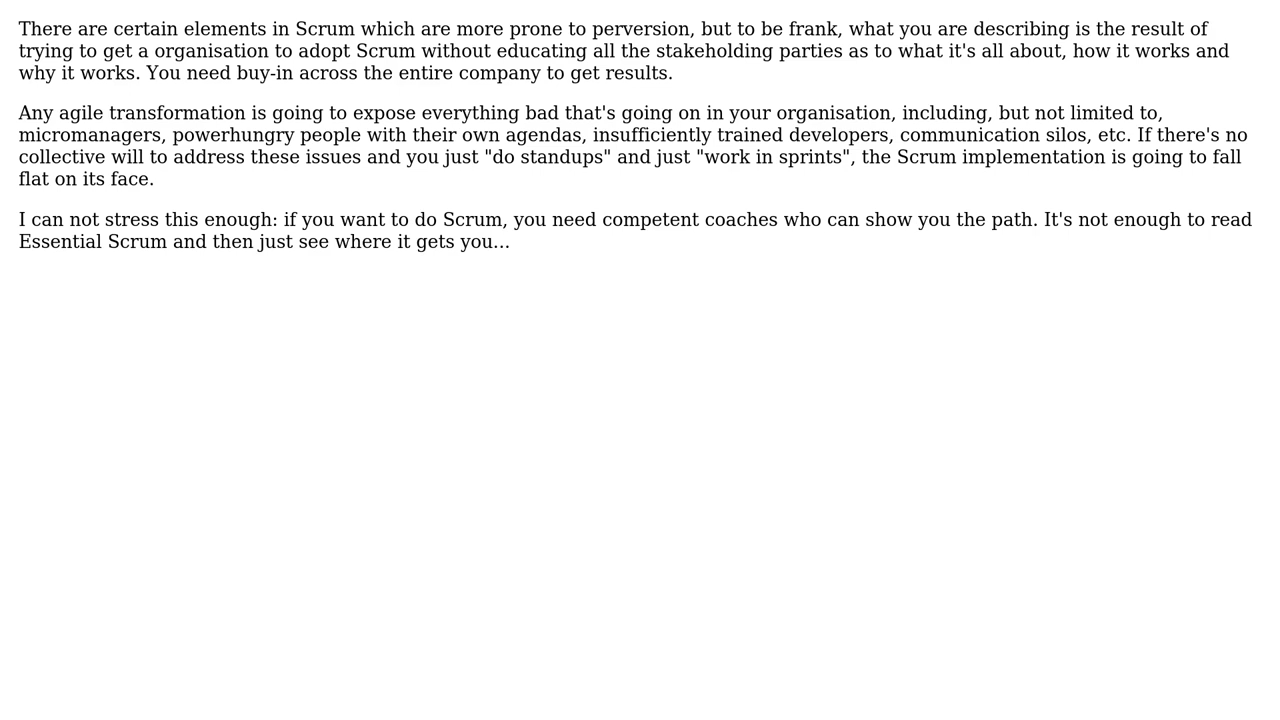 There are certain elements in Scrum which are more prone to perversion, but to be frank, what you are describing is the result of
trying to get a organisation to adopt Scrum without educating all the stakeholding parties as to what it's all about, how it works and
why it works. You need buy-in across the entire company to get results.
Any agile transformation is going to expose everything bad that's going on in your organisation, including, but not limited to,
micromanagers, powerhungry people with their own agendas, insufficiently trained developers, communication silos, etc. If there's no
collective will to address these issues and you just "do standups" and just "work in sprints", the Scrum implementation is going to fall
flat on its face.
I can not stress this enough: if you want to do Scrum, you need competent coaches who can show you the path. It's not enough to read
Essential Scrum and then just see where it gets you...